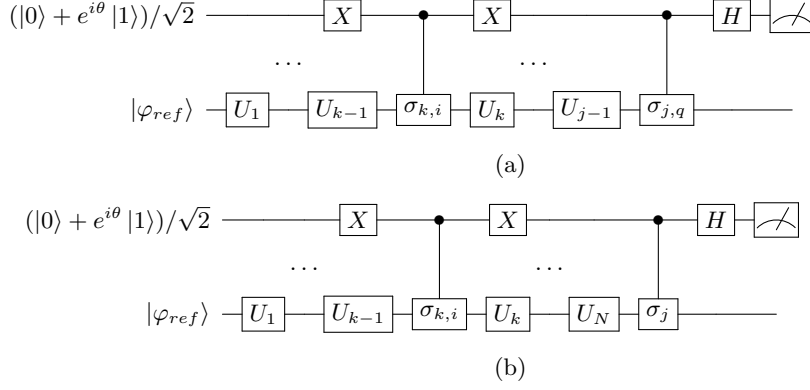 (|0⟩ + e^{iθ} |1⟩)/√2 X X H
... ...
|φ_{ref}⟩ U_1 U_{k−1} σ_{k,i} U_k U_{j−1} σ_{j,q}
(a)
(|0⟩ + e^{iθ} |1⟩)/√2 X X H
... ...
|φ_{ref}⟩ U_1 U_{k−1} σ_{k,i} U_k U_N σ_j
(b)